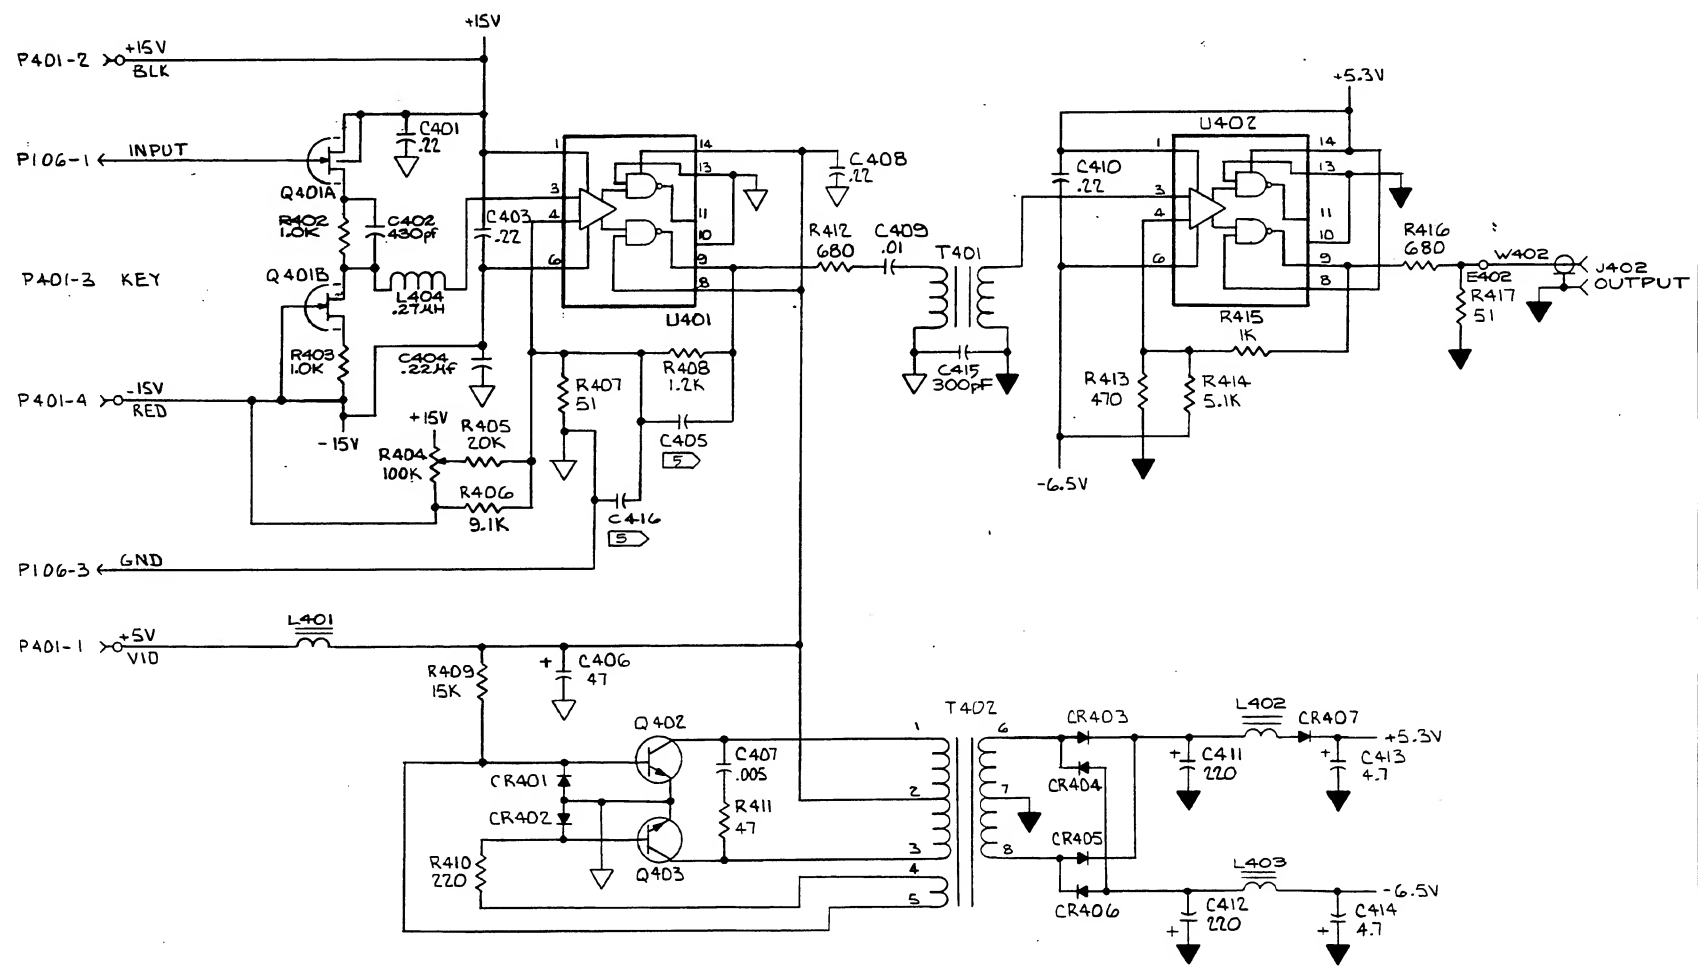 +15V
P401-2
+15V
BLK
+5.3V
U402
C401
.22
P106-1
INPUT
Q401A
1
14
13
3
4
11
10
6
9
8
U401
C408
.22
C410
.22
1
14
13
3
4
11
10
6
9
8
R402
1.0K
C402
430pf
C403
.22
R412
680
C409
.01
T401
R416
680
W402
E402
J402
OUTPUT
R417
51
P401-3 KEY
Q401B
L404
.27µH
R415
1K
R403
1.0K
C404
.22µf
R408
1.2K
C415
300pF
R407
51
R413
470
R414
5.1K
P401-4
-15V
RED
-15V
+15V
R405
20K
R404
100K
C405
5
R406
9.1K
C416
5
-6.5V
P106-3
GND
P401-1
+5V
VIO
L401
R409
15K
+
C406
47
Q402
T402
CR401
CR402
C407
.005
R411
47
R410
220
Q403
1
2
3
4
5
6
7
8
CR403
CR404
CR405
CR406
L402
CR407
+5.3V
+
C411
220
+
C413
4.7
L403
-6.5V
C412
220
+
C414
4.7
+